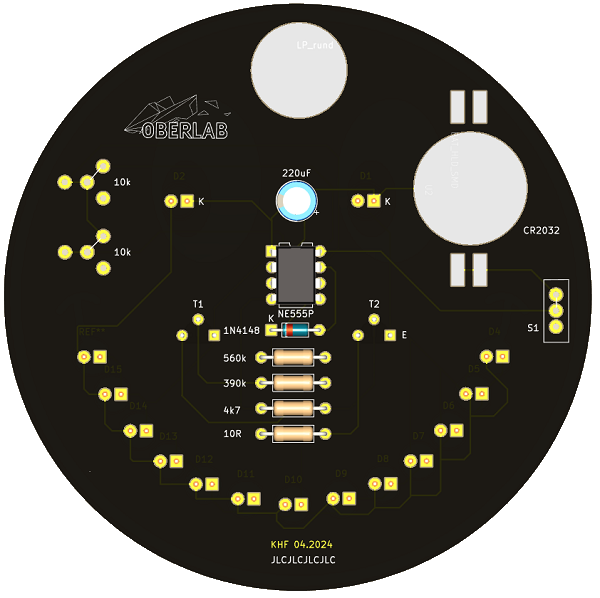 LP_rund
OBERLAB
10k
D2
K
220uF
+
D1
K
CR2032
10k
NE555P
T1
T2
K
1N4148
E
S1
REF**
560k
D4
D15
390k
D5
D14
4k7
D6
D13
10R
D7
D12
D8
D11
D9
D10
KHF 04.2024
JLCJLCJLCJLC